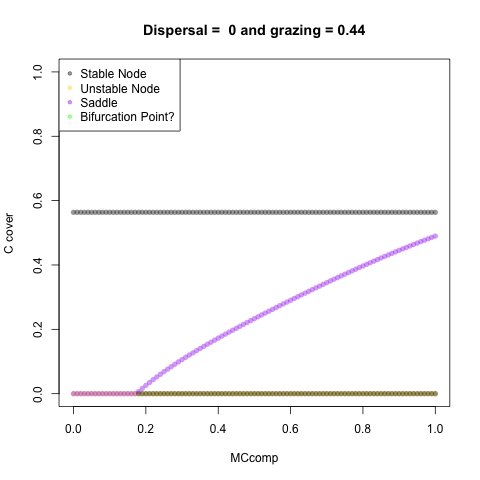 Dispersal =  0 and grazing = 0.44
Stable Node
Unstable Node
Saddle
Bifurcation Point?
1.0
0.8
0.6
0.4
0.2
0.0
C cover
0.0 0.2 0.4 0.6 0.8 1.0
MCcomp